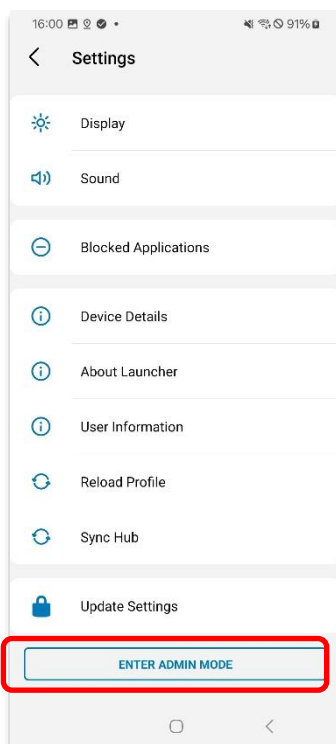 16:00 91%
Settings
Display
Sound
Blocked Applications
Device Details
About Launcher
User Information
Reload Profile
Sync Hub
Update Settings
ENTER ADMIN MODE